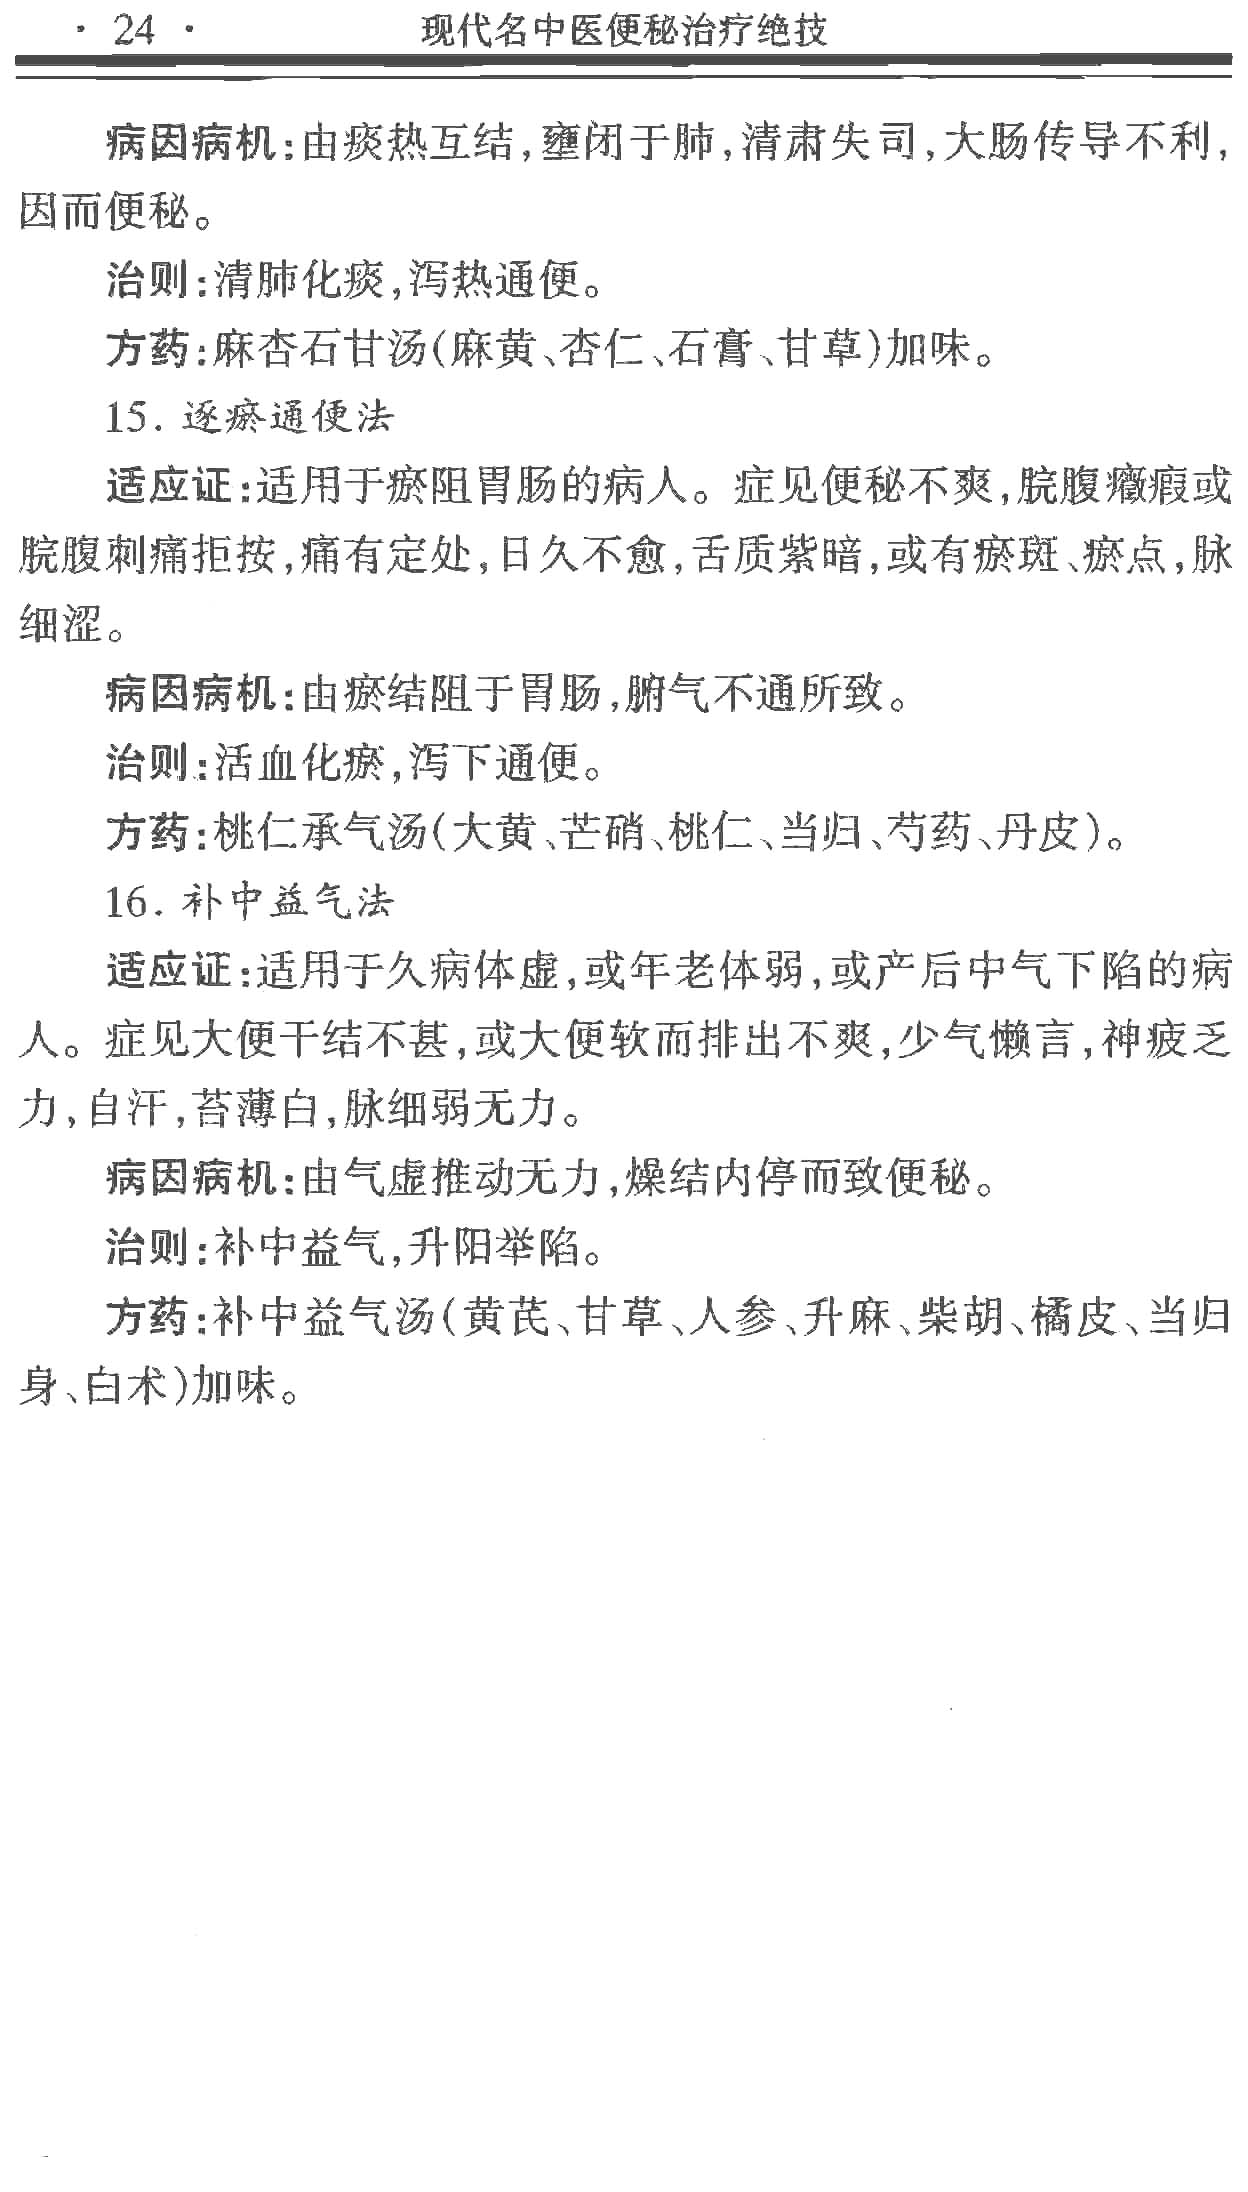 · 24 · 现代名中医便秘治疗绝技
病因病机:由痰热互结,壅闭于肺,清肃失司,大肠传导不利,
因而便秘。
治则:清肺化痰,泻热通便。
方药:麻杏石甘汤(麻黄、杏仁、石膏、甘草)加味。
15. 逐瘀通便法
适应证:适用于瘀阻胃肠的病人。症见便秘不爽,脘腹癥瘕或
脘腹刺痛拒按,痛有定处,日久不愈,舌质紫暗,或有瘀斑、瘀点,脉
细涩。
病因病机:由瘀结阻于胃肠,腑气不通所致。
治则:活血化瘀,泻下通便。
方药:桃仁承气汤(大黄、芒硝、桃仁、当归、芍药、丹皮)。
16. 补中益气法
适应证:适用于久病体虚,或年老体弱,或产后中气下陷的病
人。症见大便干结不甚,或大便软而排出不爽,少气懒言,神疲乏
力,自汗,苔薄白,脉细弱无力。
病因病机:由气虚推动无力,燥结内停而致便秘。
治则:补中益气,升阳举陷。
方药:补中益气汤(黄芪、甘草、人参、升麻、柴胡、橘皮、当归
身、白术)加味。